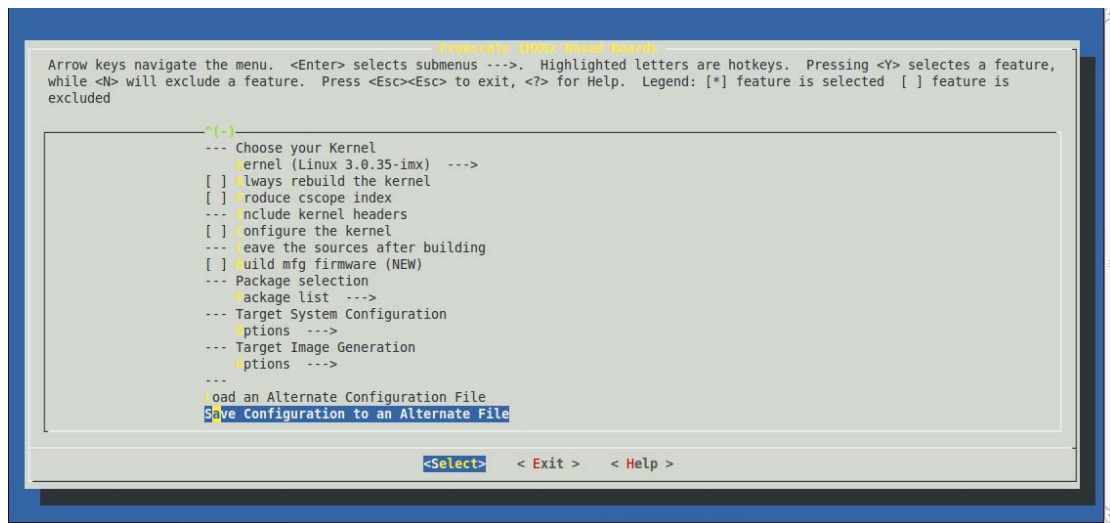 Freescale iMX6x Based Boards
Arrow keys navigate the menu.  <Enter> selects submenus --->.  Highlighted letters are hotkeys.  Pressing <Y> selectes a feature,
while <N> will exclude a feature.  Press <Esc><Esc> to exit, <?> for Help.  Legend: [*] feature is selected  [ ] feature is
excluded
^(-)
--- Choose your Kernel
Kernel (Linux 3.0.35-imx)  --->
[ ] Always rebuild the kernel
[ ] Produce cscope index
--- Include kernel headers
[ ] Configure the kernel
--- Leave the sources after building
[ ] Build mfg firmware (NEW)
--- Package selection
Package list  --->
--- Target System Configuration
Options  --->
--- Target Image Generation
Options  --->
---
Load an Alternate Configuration File
Save Configuration to an Alternate File
<Select>    < Exit >    < Help >